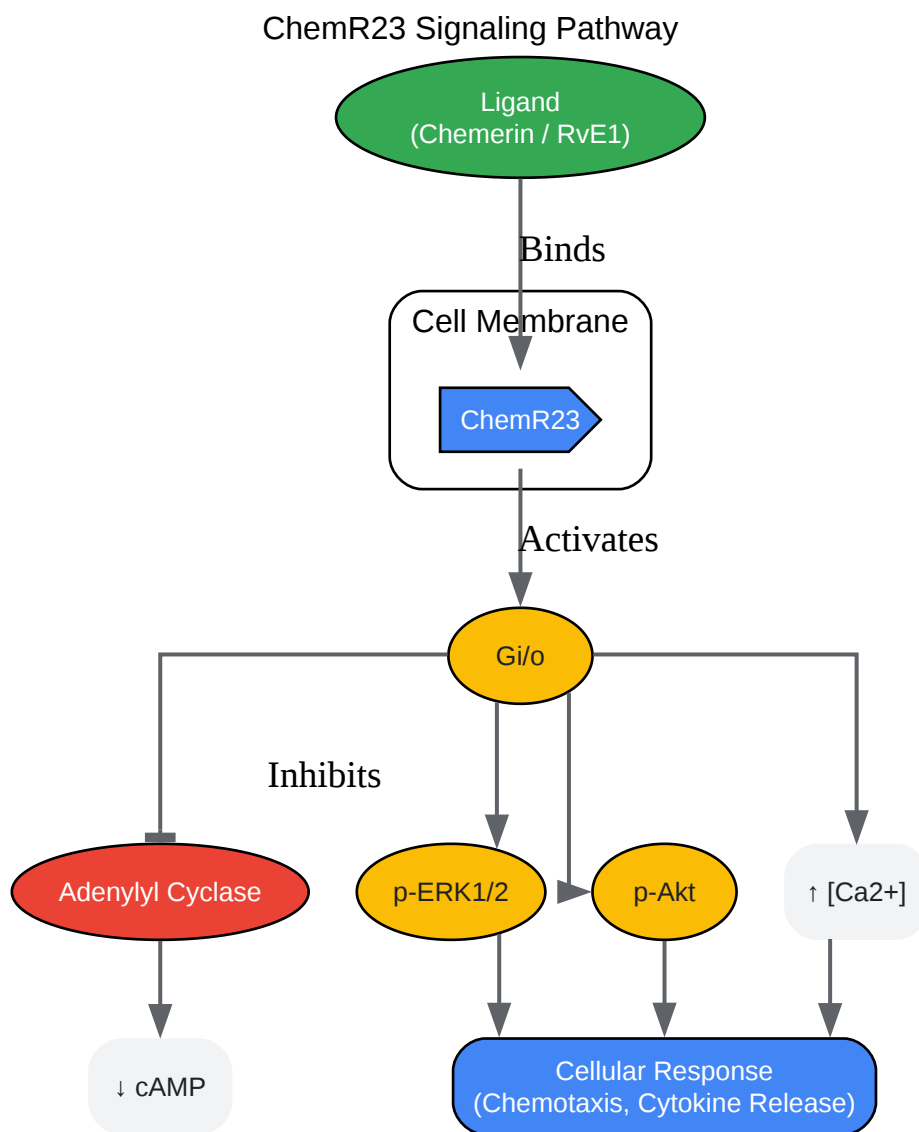 ChemR23 Signaling Pathway
Ligand
(Chemerin / RvE1)
Binds
Cell Membrane
ChemR23
Activates
Gi/o
Inhibits
Adenylyl Cyclase
p-ERK1/2
p-Akt
↑ [Ca2+]
↓ cAMP
Cellular Response
(Chemotaxis, Cytokine Release)